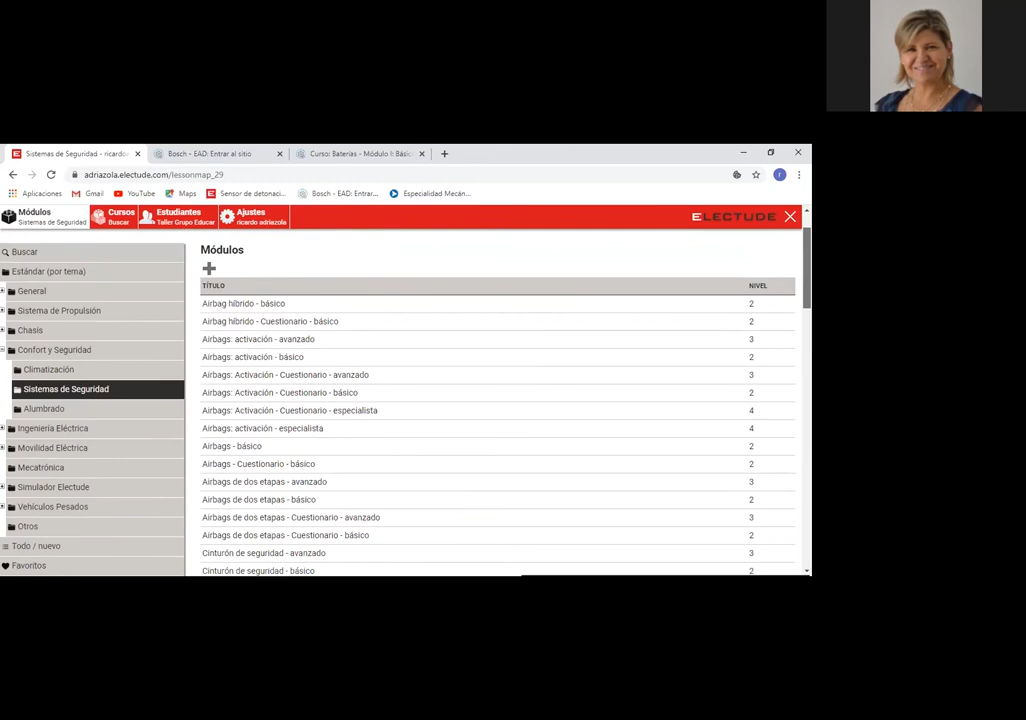 Sistemas de Seguridad - ricardo
Bosch - EAD: Entrar al sitio
Curso: Baterías - Módulo I: Básic
adriazola.electude.com/lessonmap_29
r
Aplicaciones
Gmail
YouTube
Maps
Sensor de detonaci...
Bosch - EAD: Entrar...
Especialidad Mecán...
Módulos
Sistemas de Seguridad
Cursos
Buscar
Estudiantes
Taller Grupo Educar
Ajustes
ricardo adriazola
ELECTUDE
Buscar
Estándar (por tema)
General
Sistema de Propulsión
Chasis
Confort y Seguridad
Climatización
Sistemas de Seguridad
Alumbrado
Ingeniería Eléctrica
Movilidad Eléctrica
Mecatrónica
Simulador Electude
Vehículos Pesados
Otros
Todo / nuevo
Favoritos
Módulos
TÍTULO NIVEL
Airbag híbrido - básico 2
Airbag híbrido - Cuestionario - básico 2
Airbags: activación - avanzado 3
Airbags: activación - básico 2
Airbags: Activación - Cuestionario - avanzado 3
Airbags: Activación - Cuestionario - básico 2
Airbags: Activación - Cuestionario - especialista 4
Airbags: activación - especialista 4
Airbags - básico 2
Airbags - Cuestionario - básico 2
Airbags de dos etapas - avanzado 3
Airbags de dos etapas - básico 2
Airbags de dos etapas - Cuestionario - avanzado 3
Airbags de dos etapas - Cuestionario - básico 2
Cinturón de seguridad - avanzado 3
Cinturón de seguridad - básico 2